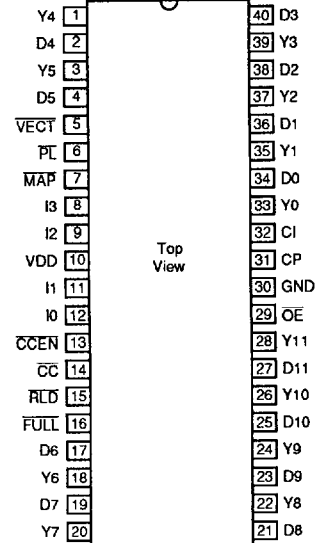 Y4 1 40 D3
D4 2 39 Y3
Y5 3 38 D2
D5 4 37 Y2
VECT 5 36 D1
PL 6 35 Y1
MAP 7 34 D0
I3 8 33 Y0
I2 9 32 CI
VDD 10 31 CP
I1 11 30 GND
I0 12 29 OE
CCEN 13 28 Y11
CC 14 27 D11
RLD 15 26 Y10
FULL 16 25 D10
D6 17 24 Y9
Y6 18 23 D9
D7 19 22 Y8
Y7 20 21 D8
Top
View